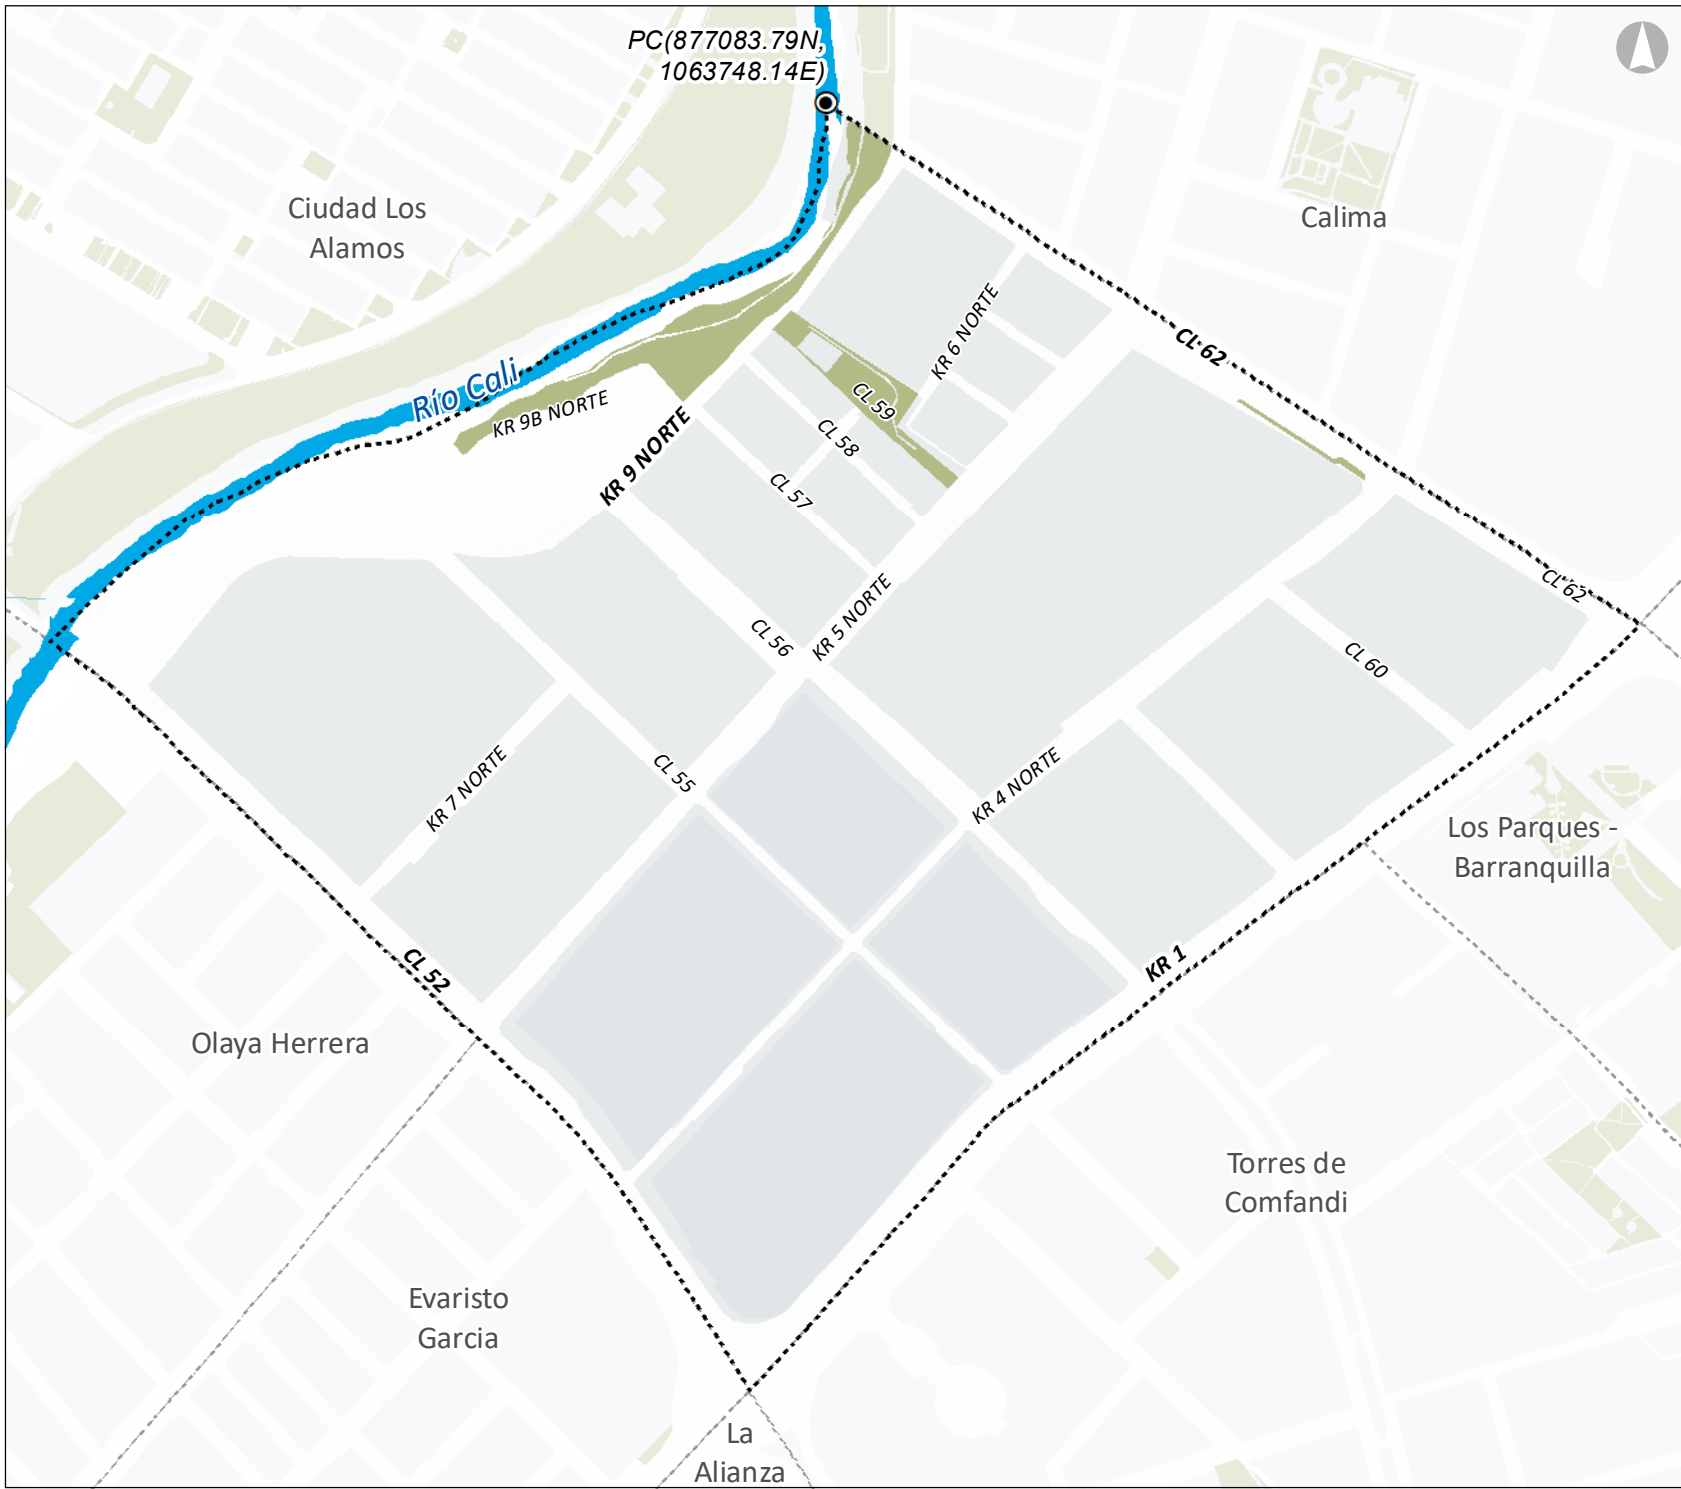 PC(877083.79N,
1063748.14E)
Ciudad Los
Alamos
Calima
KR 6 NORTE
CL 62
Río Cali
KR 9B NORTE
CL 59
CL 58
KR 9 NORTE
CL 57
CL 62
KR 5 NORTE
CL 56
CL 60
CL 55
KR 7 NORTE
KR 4 NORTE
Los Parques -
Barranquilla
CL 52
KR 1
Olaya Herrera
Torres de
Comfandi
Evaristo
Garcia
La
Alianza